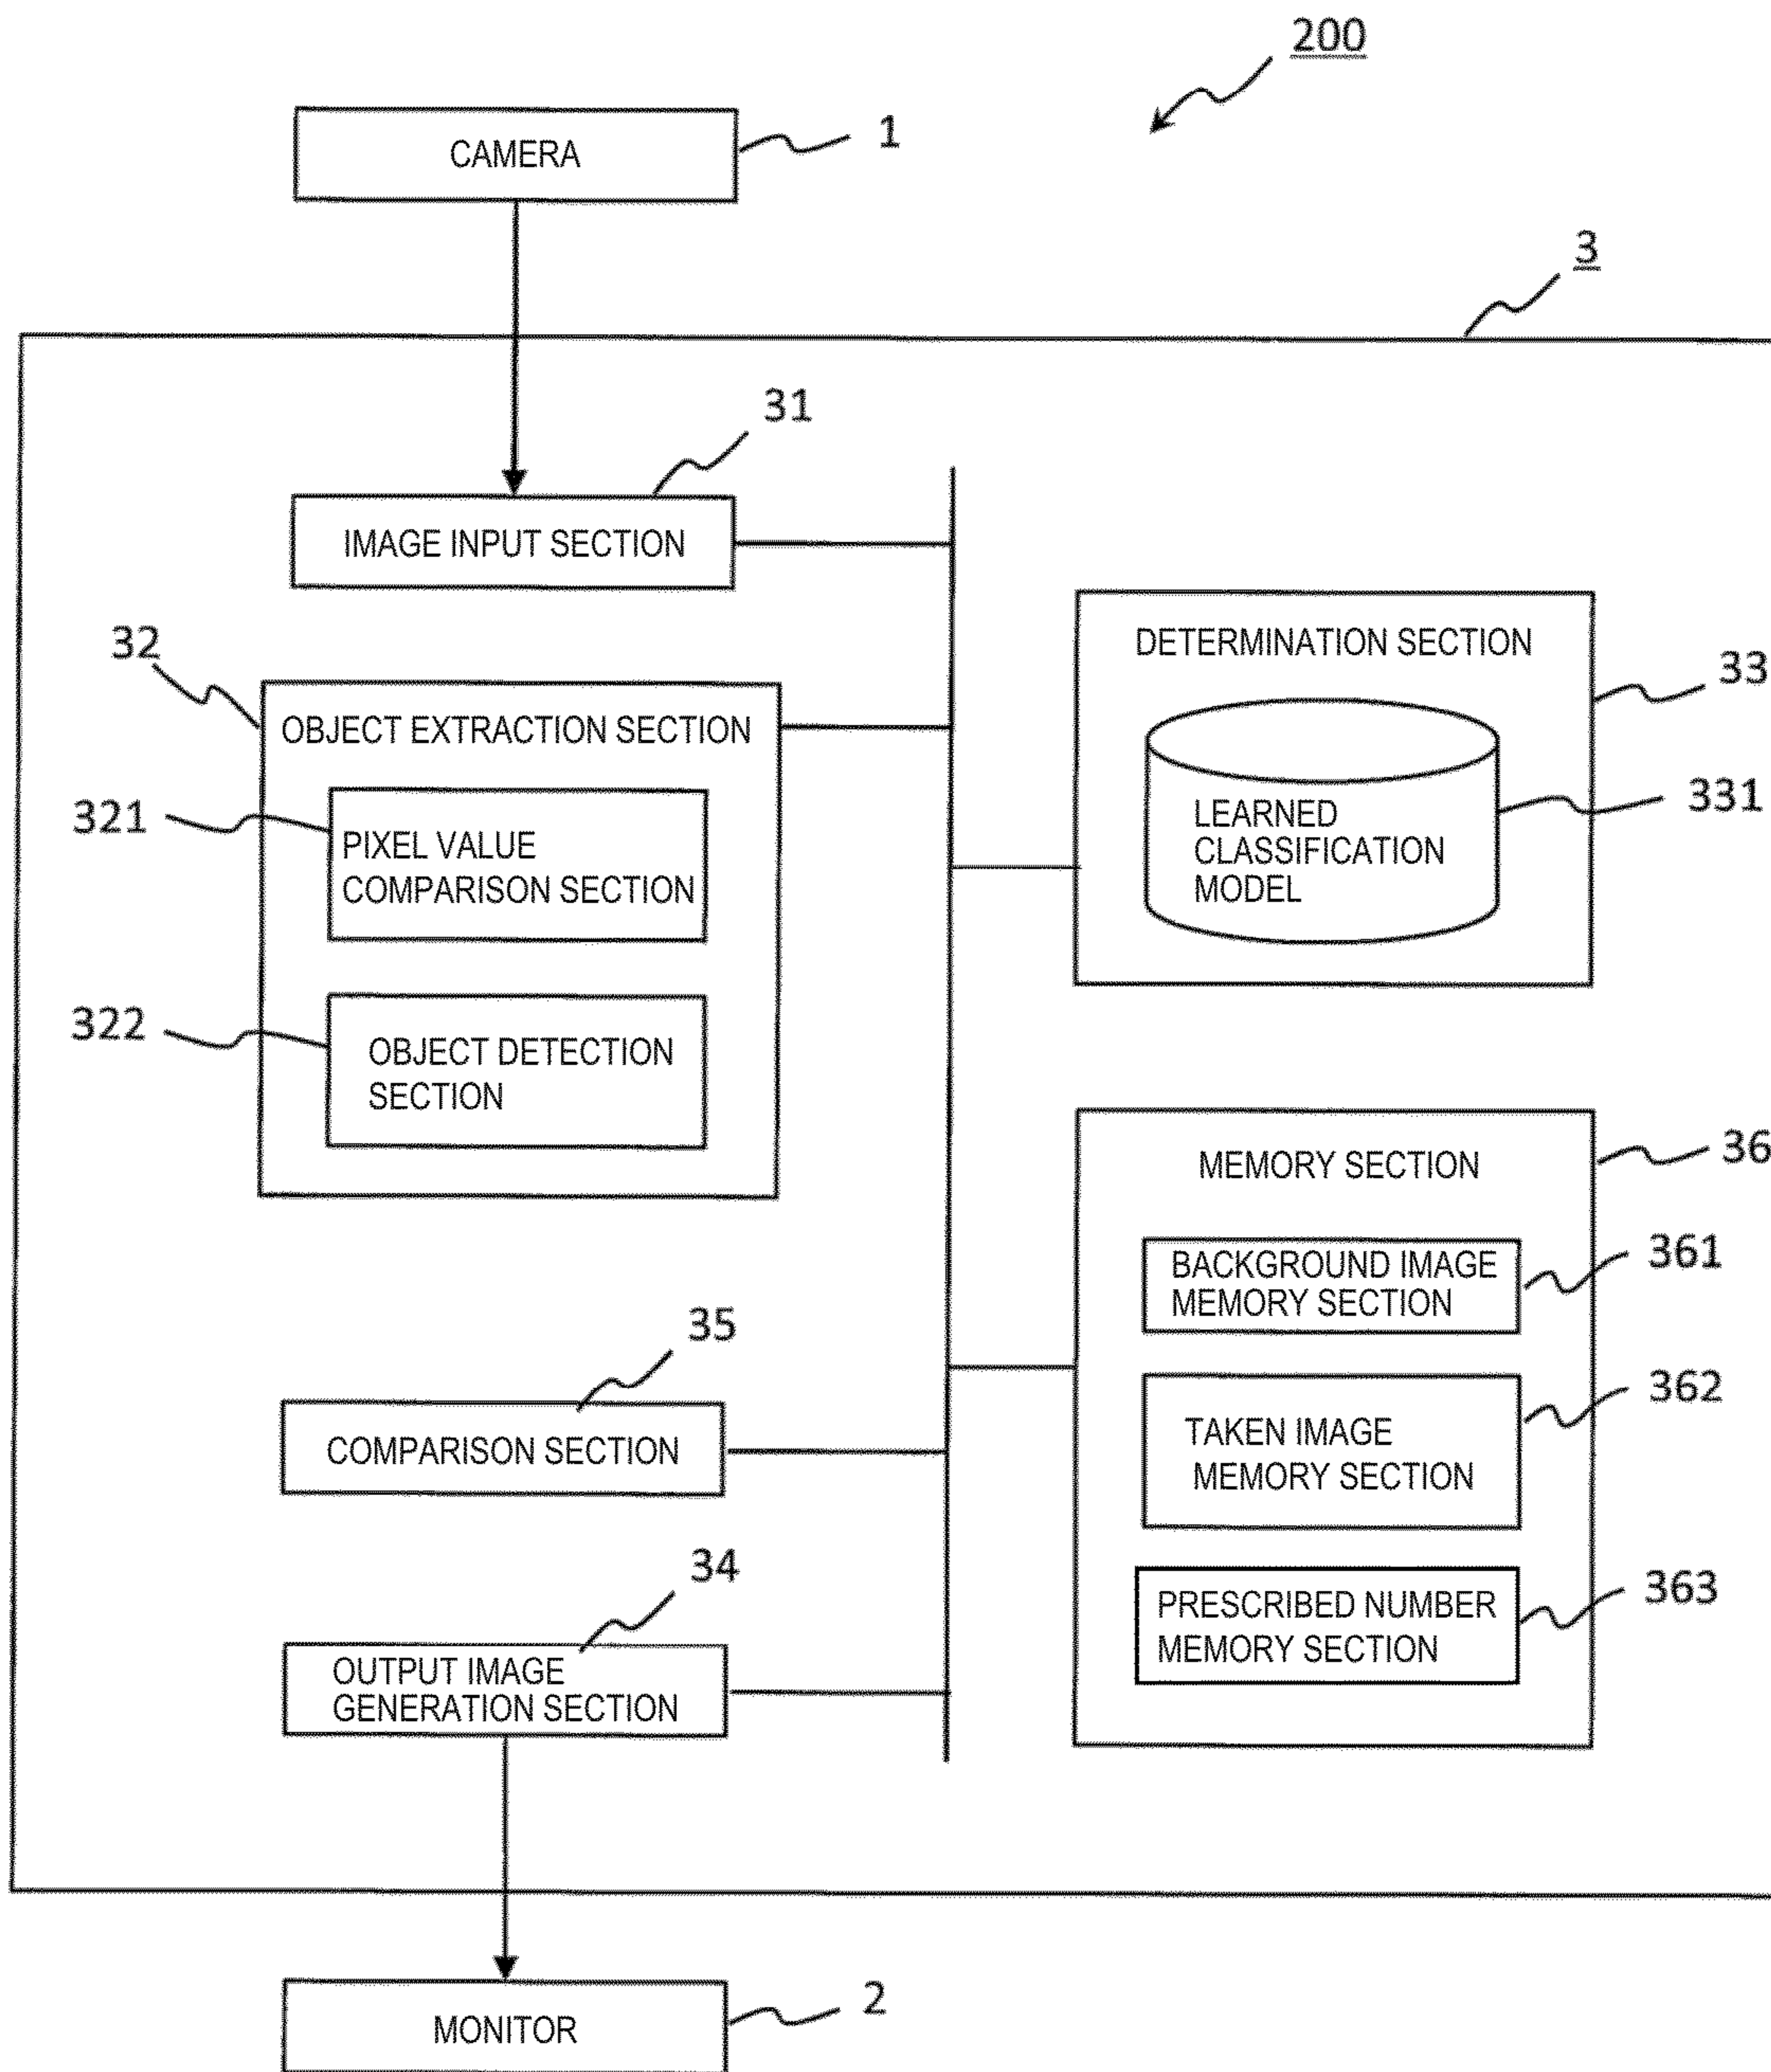 200
CAMERA
1
3
31
IMAGE INPUT SECTION
32
OBJECT EXTRACTION SECTION
321
PIXEL VALUE
COMPARISON SECTION
322
OBJECT DETECTION
SECTION
DETERMINATION SECTION
33
LEARNED
CLASSIFICATION
MODEL
331
MEMORY SECTION
36
BACKGROUND IMAGE
MEMORY SECTION
361
TAKEN IMAGE
MEMORY SECTION
362
PRESCRIBED NUMBER
MEMORY SECTION
363
35
COMPARISON SECTION
34
OUTPUT IMAGE
GENERATION SECTION
MONITOR
2